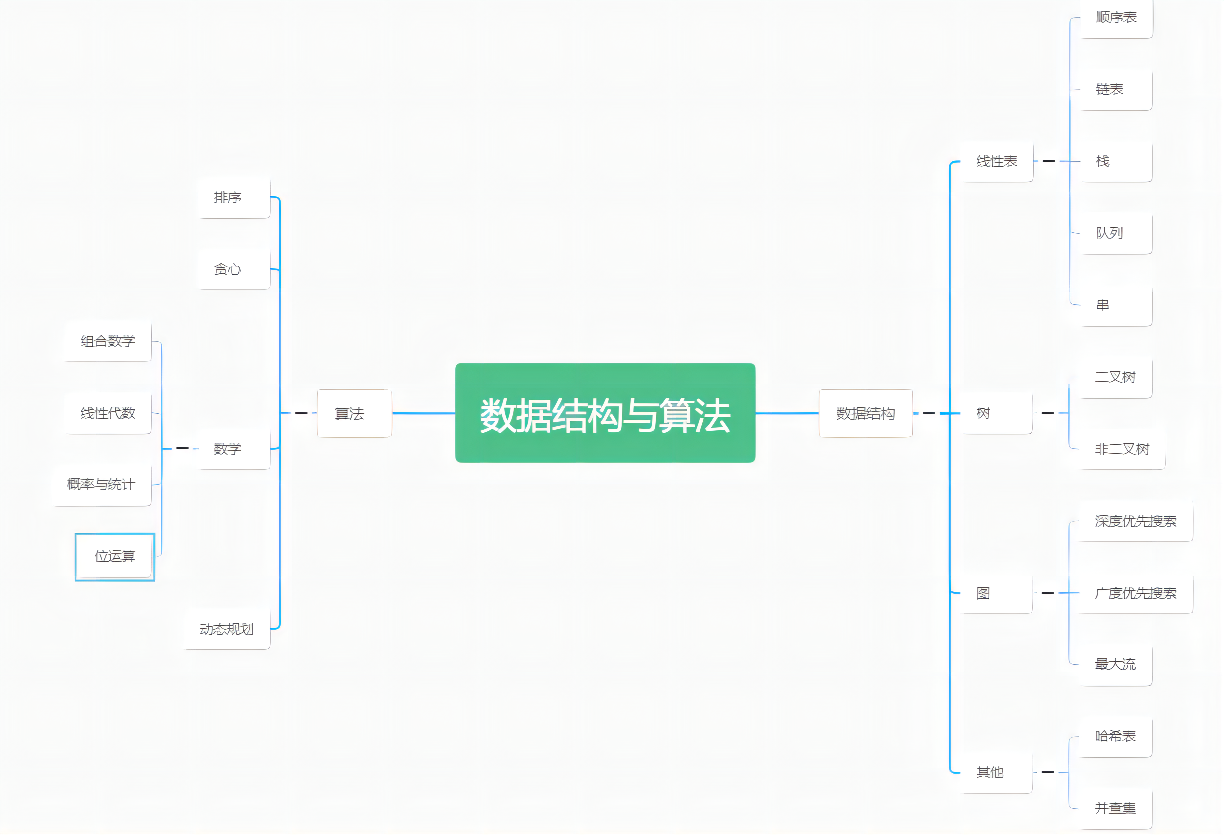 数据结构与算法
算法
排序
贪心
数学
组合数学
线性代数
概率与统计
位运算
动态规划
数据结构
线性表
顺序表
链表
栈
队列
串
树
二叉树
非二叉树
图
深度优先搜索
广度优先搜索
最大流
其他
哈希表
并查集